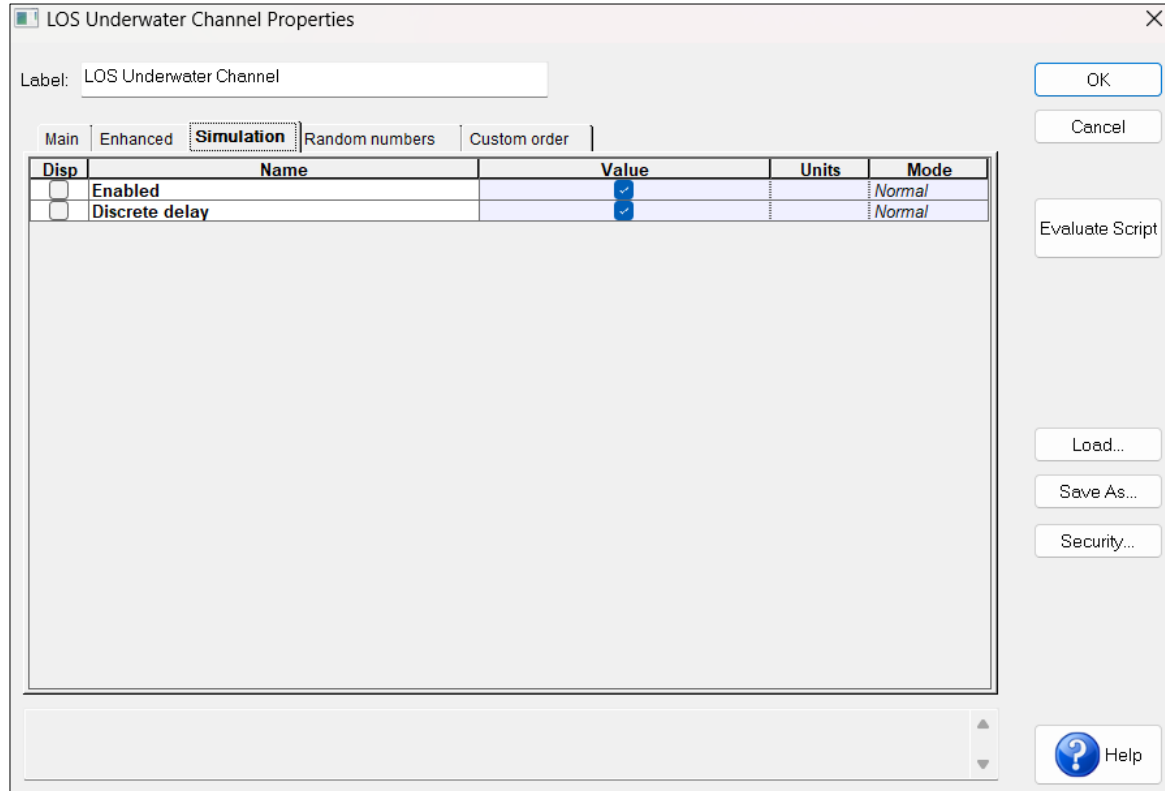 LOS Underwater Channel Properties
Label: LOS Underwater Channel
OK
Cancel
Main Enhanced Simulation Random numbers Custom order
Disp Name Value Units Mode
Enabled Normal
Discrete delay Normal
Evaluate Script
Load...
Save As...
Security...
? Help